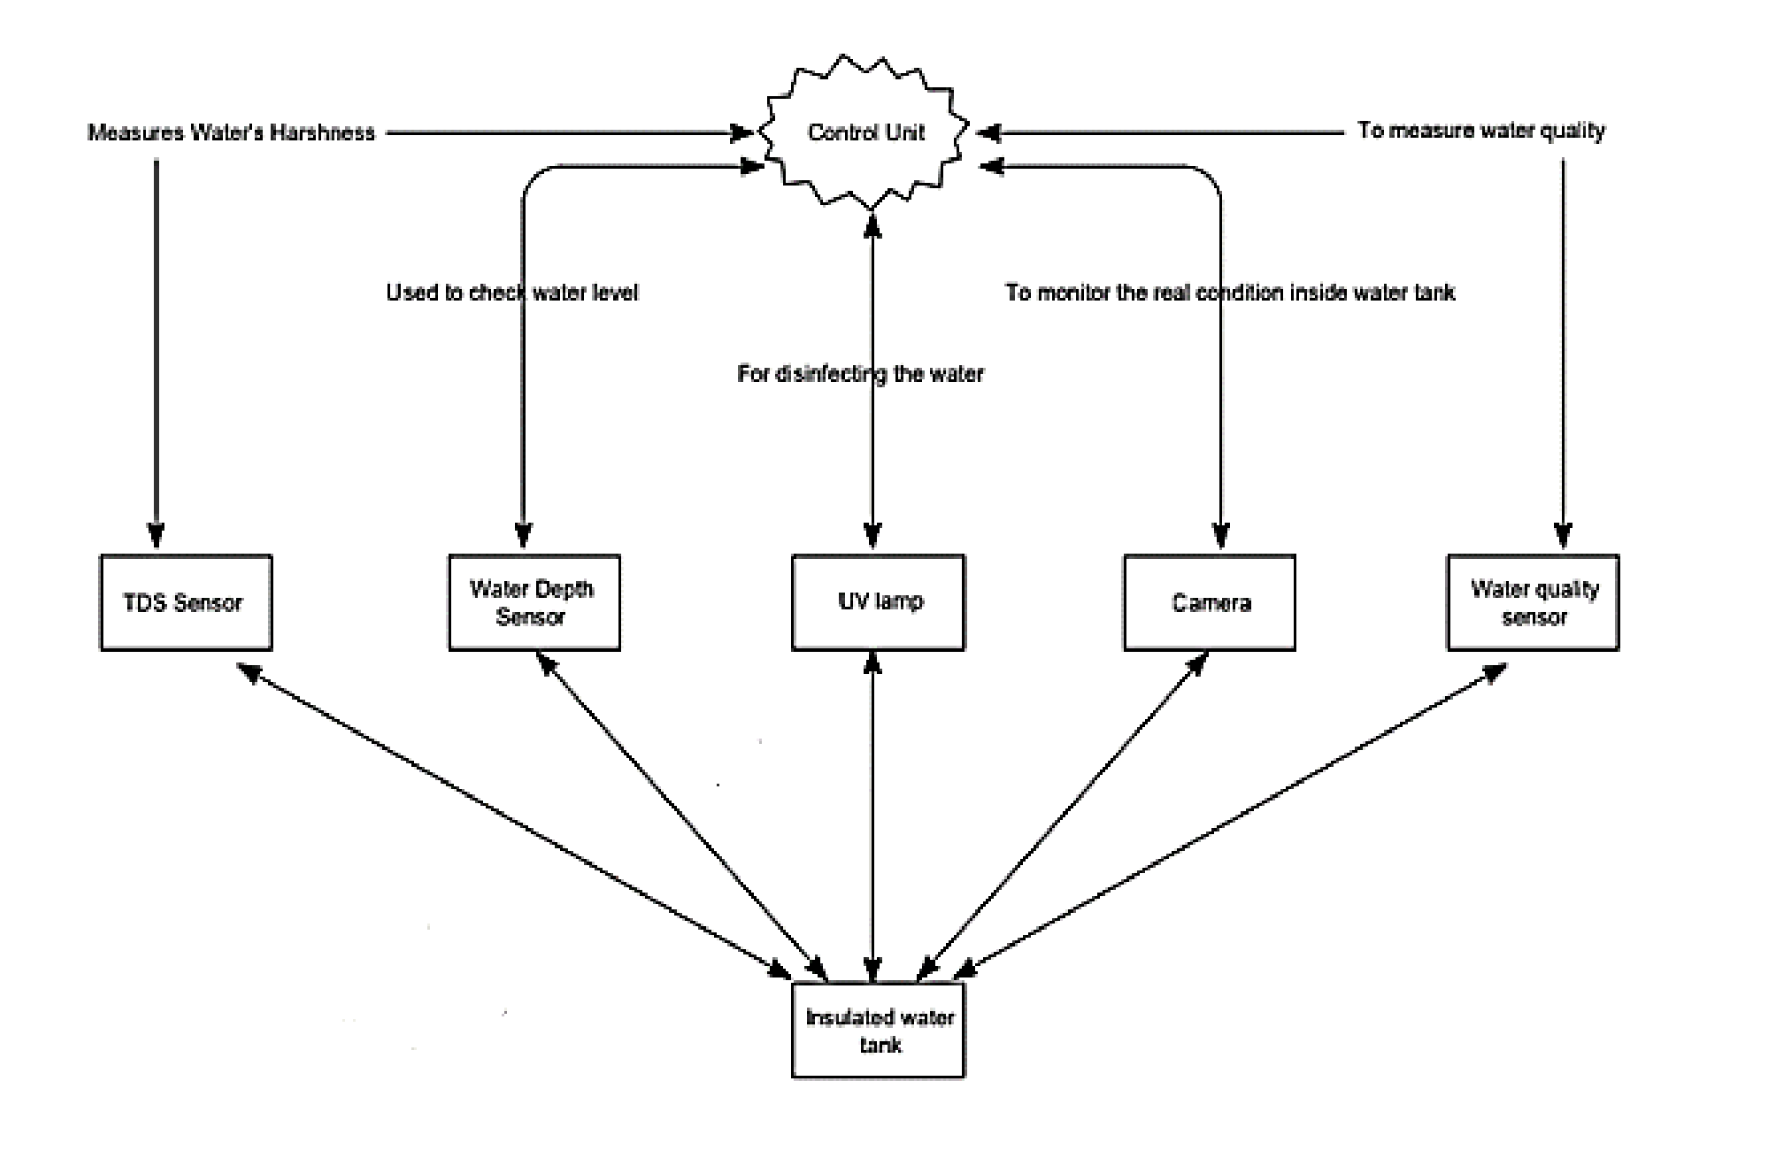 Control Unit
Measures Water's Harshness
To measure water quality
Used to check water level
To monitor the real condition inside water tank
For disinfecting the water
TDS Sensor
Water Depth
Sensor
UV lamp
Camera
Water quality
sensor
Insulated water
tank